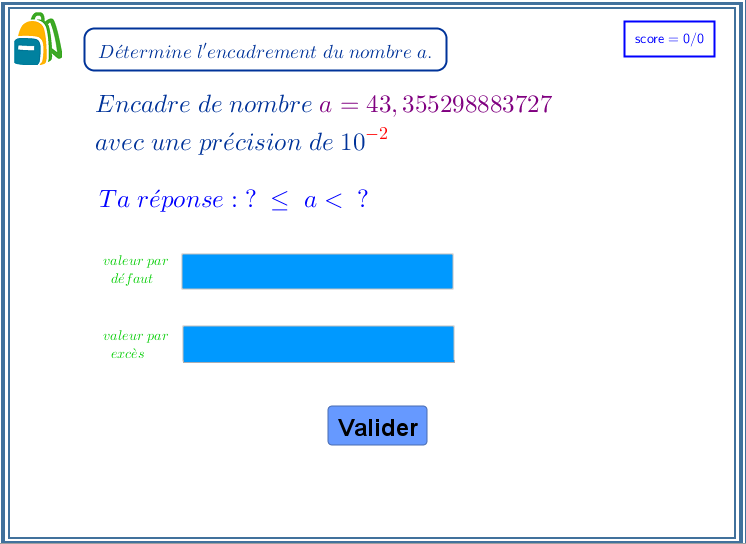 Détermine l'encadrement du nombre a.
score = 0/0
Encadre de nombre a = 43, 355298883727
avec une précision de 10⁻²
Ta réponse : ? ≤ a < ?
valeur par
défaut
valeur par
excès
Valider